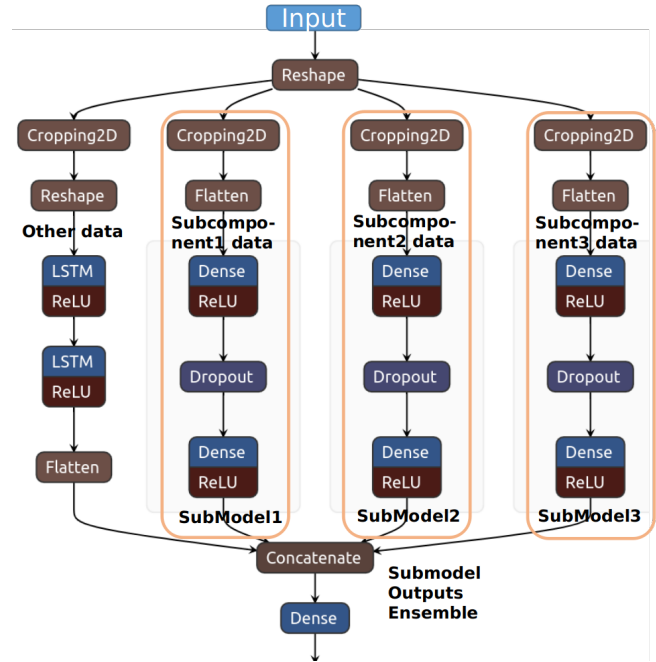 Input
Reshape
Cropping2D
Cropping2D
Cropping2D
Cropping2D
Reshape
Flatten
Flatten
Flatten
Other data
Subcompo-
nent1 data
Subcompo-
nent2 data
Subcompo-
nent3 data
LSTM
ReLU
Dense
ReLU
Dense
ReLU
Dense
ReLU
LSTM
ReLU
Dropout
Dropout
Dropout
Flatten
Dense
ReLU
Dense
ReLU
Dense
ReLU
SubModel1
SubModel2
SubModel3
Concatenate
Submodel
Outputs
Ensemble
Dense